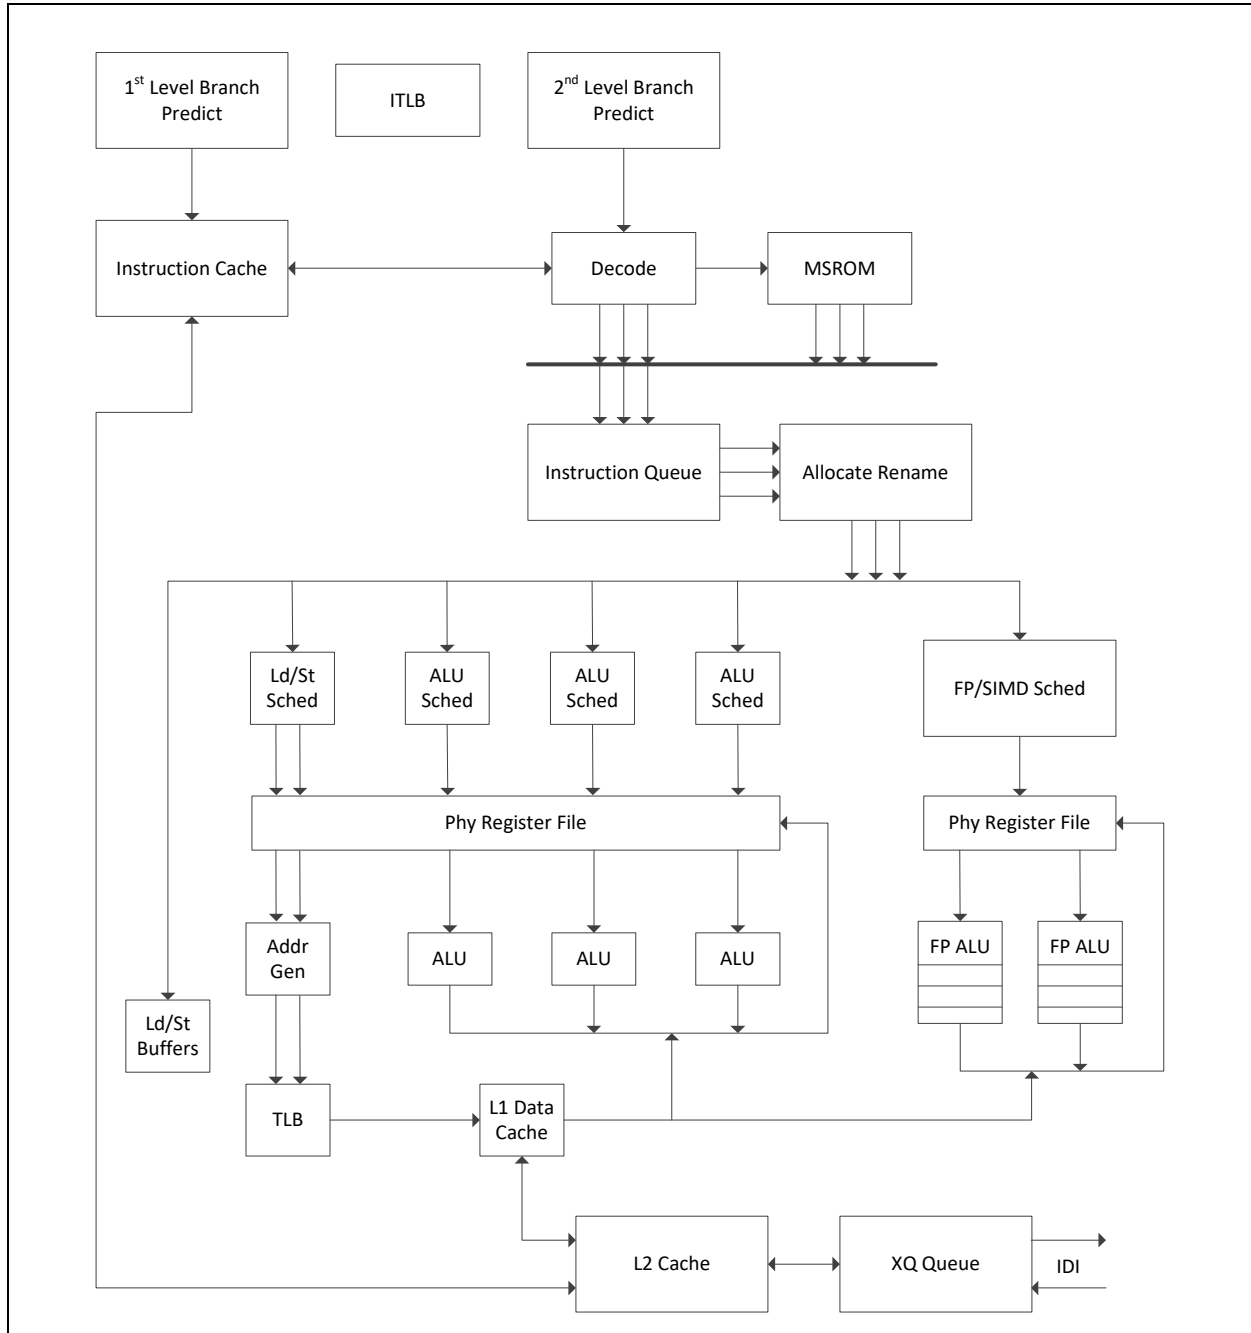 1st Level Branch
Predict
ITLB
2nd Level Branch
Predict
Instruction Cache
Decode
MSROM
Instruction Queue
Allocate Rename
Ld/St
Sched
ALU
Sched
ALU
Sched
ALU
Sched
FP/SIMD Sched
Phy Register File
Phy Register File
Addr
Gen
ALU
ALU
ALU
FP ALU
FP ALU
Ld/St
Buffers
TLB
L1 Data
Cache
L2 Cache
XQ Queue
IDI